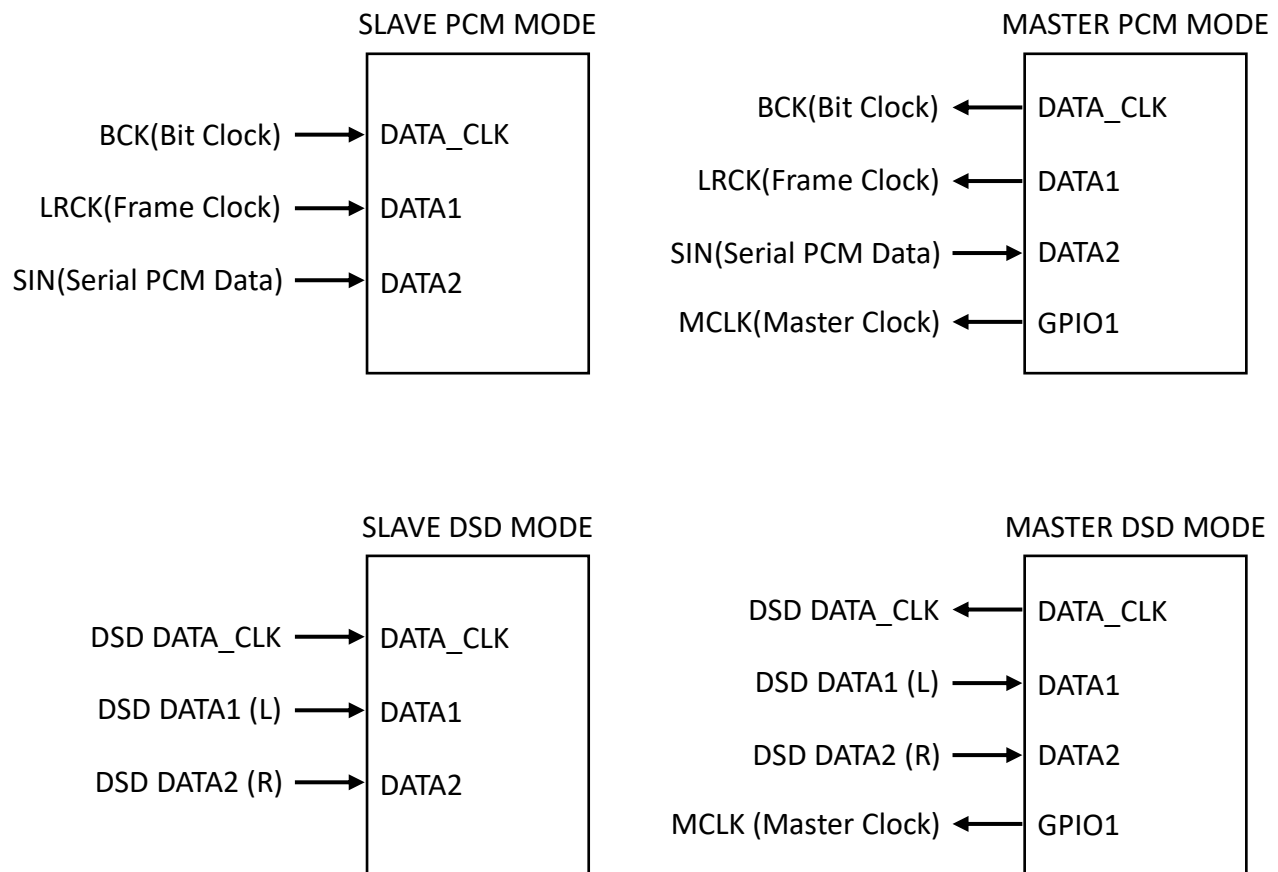 SLAVE PCM MODE
BCK(Bit Clock)
DATA_CLK
LRCK(Frame Clock)
DATA1
SIN(Serial PCM Data)
DATA2
MASTER PCM MODE
BCK(Bit Clock)
DATA_CLK
LRCK(Frame Clock)
DATA1
SIN(Serial PCM Data)
DATA2
MCLK(Master Clock)
GPIO1
SLAVE DSD MODE
DSD DATA_CLK
DATA_CLK
DSD DATA1 (L)
DATA1
DSD DATA2 (R)
DATA2
MASTER DSD MODE
DSD DATA_CLK
DATA_CLK
DSD DATA1 (L)
DATA1
DSD DATA2 (R)
DATA2
MCLK (Master Clock)
GPIO1